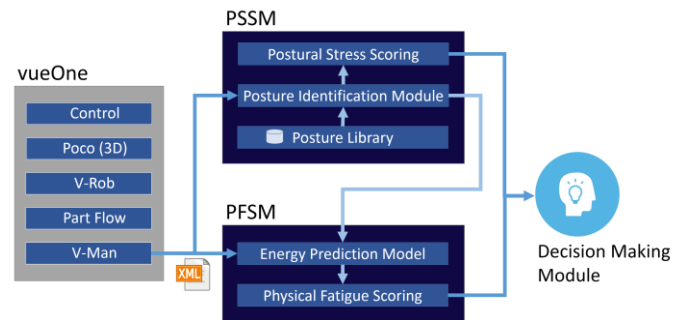 vueOne
Control
Poco (3D)
V-Rob
Part Flow
V-Man
XML
PSSM
Postural Stress Scoring
Posture Identification Module
Posture Library
PFSM
Energy Prediction Model
Physical Fatigue Scoring
Decision Making
Module